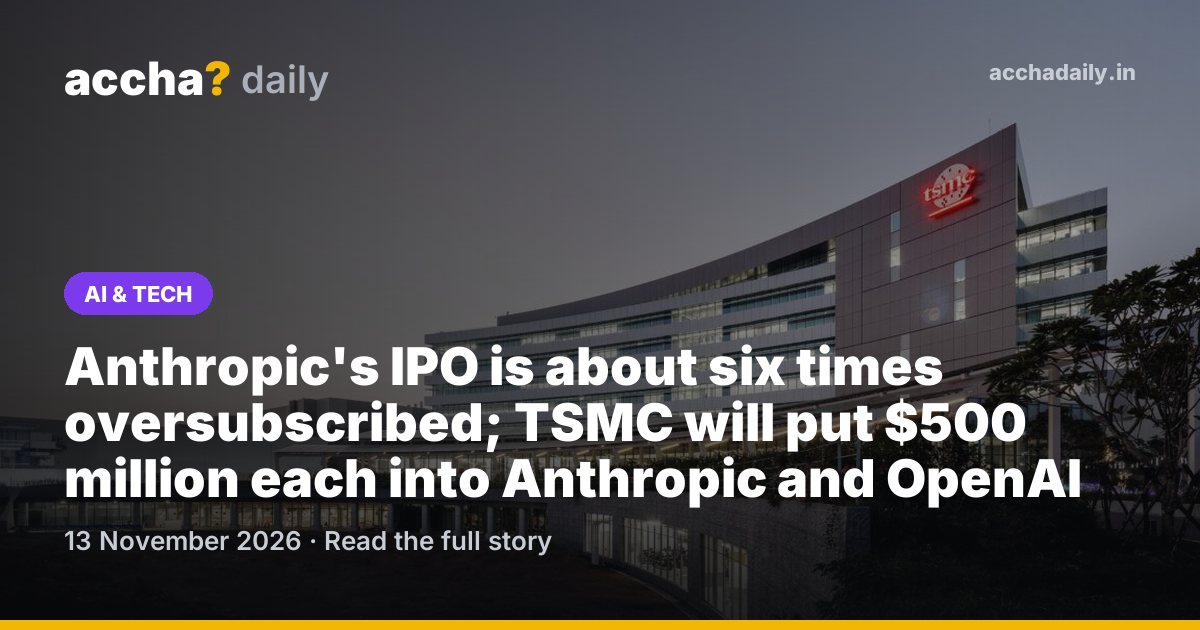 accha? daily
acchadaily.in
tsmc
AI & TECH
Anthropic's IPO is about six times
oversubscribed; TSMC will put $500
million each into Anthropic and OpenAI
13 November 2026 · Read the full story